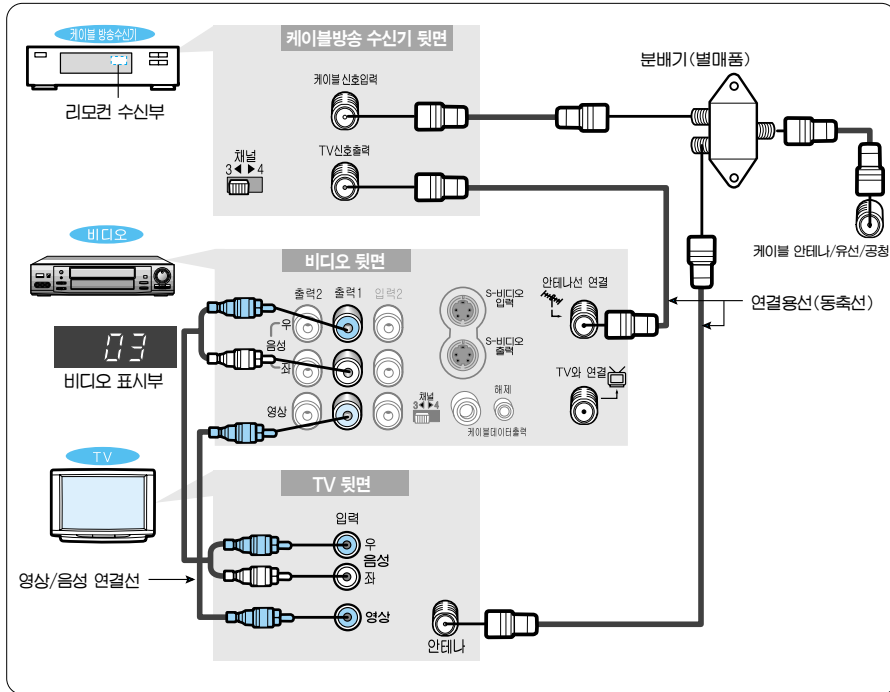 케이블 방송수신기
리모컨 수신부
케이블방송 수신기 뒷면
케이블 신호입력
TV신호출력
채널
3◀ ▶4
분배기(별매품)
케이블 안테나/유선/공청
연결용선(동축선)
비디오
03
비디오 표시부
비디오 뒷면
출력2 출력1 입력2
우
음성
좌
영상
S-비디오
입력
S-비디오
출력
채널
3◀ ▶4
해제
케이블데이타출력
안테나선 연결
TV와 연결
TV
영상/음성 연결선
TV 뒷면
입력
우
음성
좌
영상
안테나